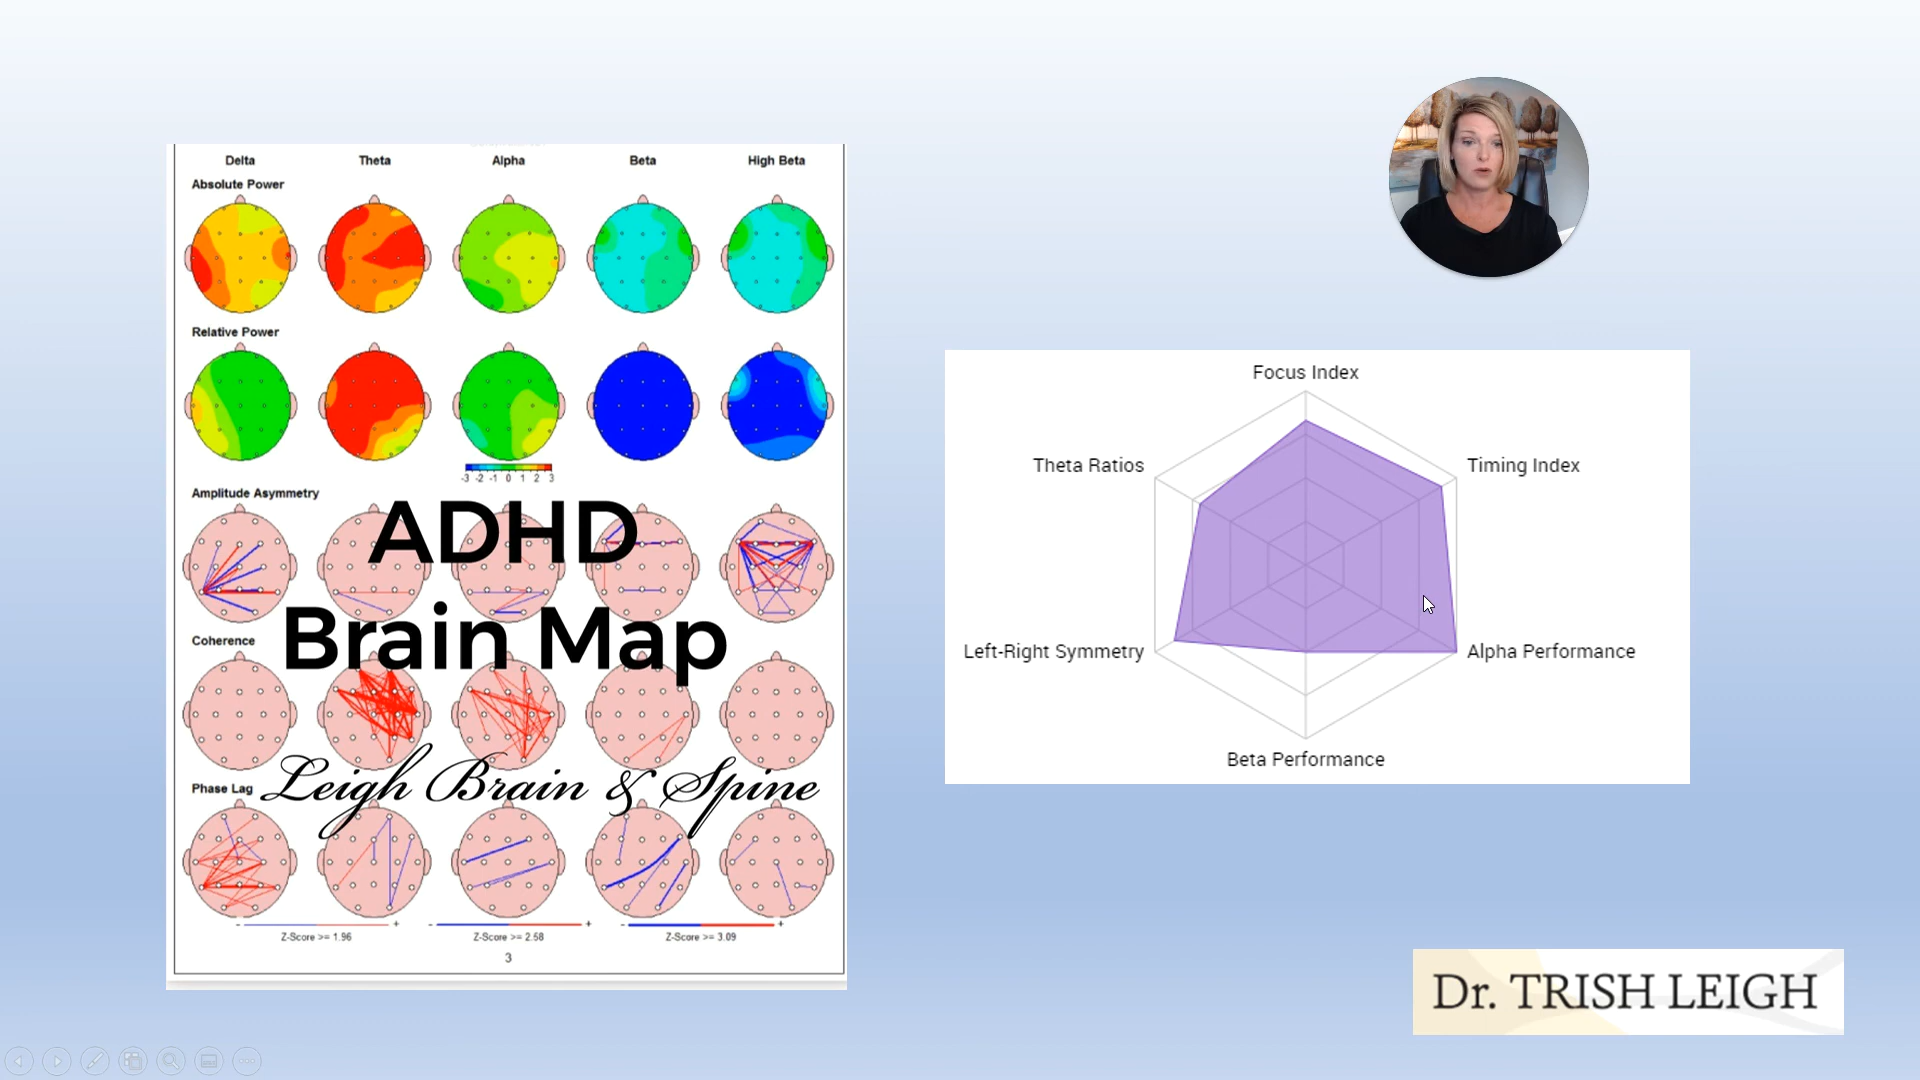 Delta Theta Alpha Beta High Beta
Absolute Power
Relative Power
-3 -2 -1 0 1 2 3
Amplitude Asymmetry
ADHD
Brain Map
Coherence
Leigh Brain & Spine
Phase Lag
- + - + - +
Z-Score >= 1.96 Z-Score >= 2.58 Z-Score >= 3.09
3
Focus Index
Theta Ratios
Timing Index
Left-Right Symmetry
Alpha Performance
Beta Performance
Dr. TRISH LEIGH